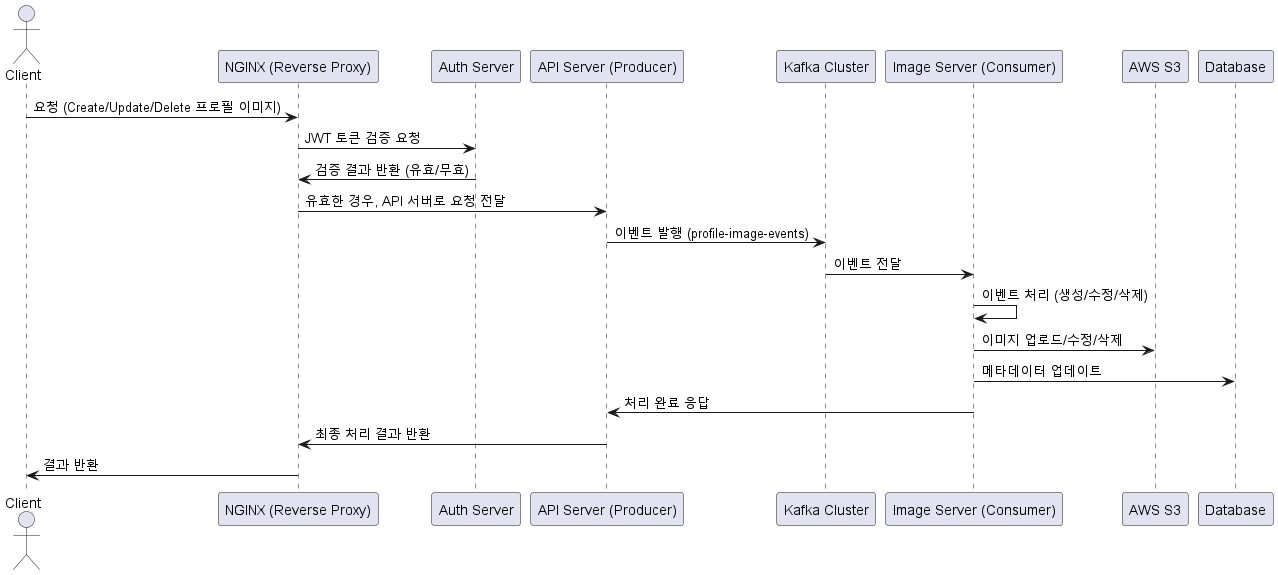 Client
NGINX (Reverse Proxy)
Auth Server
API Server (Producer)
Kafka Cluster
Image Server (Consumer)
AWS S3
Database
요청 (Create/Update/Delete 프로필 이미지)
JWT 토큰 검증 요청
검증 결과 반환 (유효/무효)
유효한 경우, API 서버로 요청 전달
이벤트 발행 (profile-image-events)
이벤트 전달
이벤트 처리 (생성/수정/삭제)
이미지 업로드/수정/삭제
메타데이터 업데이트
처리 완료 응답
최종 처리 결과 반환
결과 반환
Client
NGINX (Reverse Proxy)
Auth Server
API Server (Producer)
Kafka Cluster
Image Server (Consumer)
AWS S3
Database